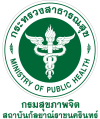 กระทรวงสาธารณสุข
MINISTRY OF PUBLIC HEALTH
กรมสุขภาพจิต
สถาบันกัลยาณ์ราชนครินทร์